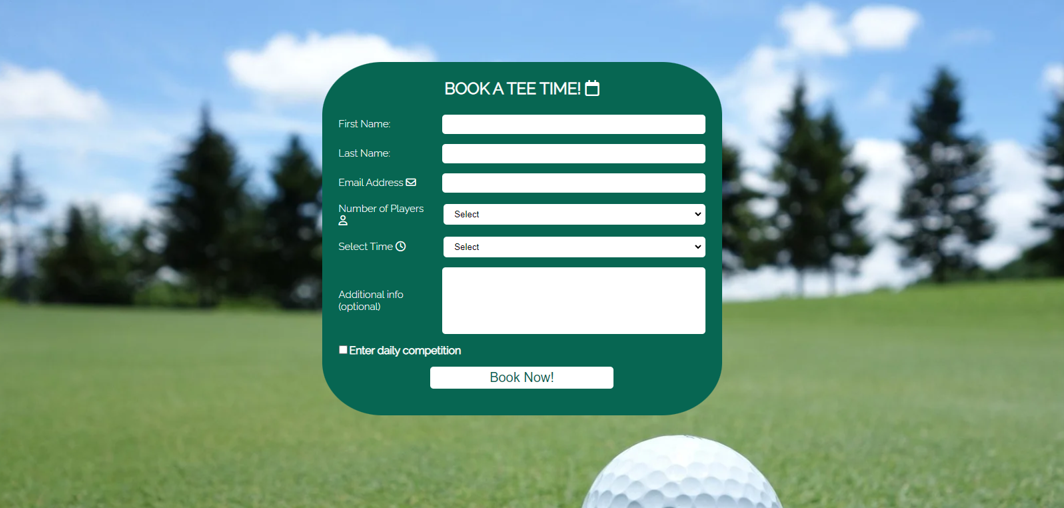 BOOK A TEE TIME!
First Name:
Last Name:
Email Address
Number of Players
Select
Select Time
Select
Additional info
(optional)
Enter daily competition
Book Now!